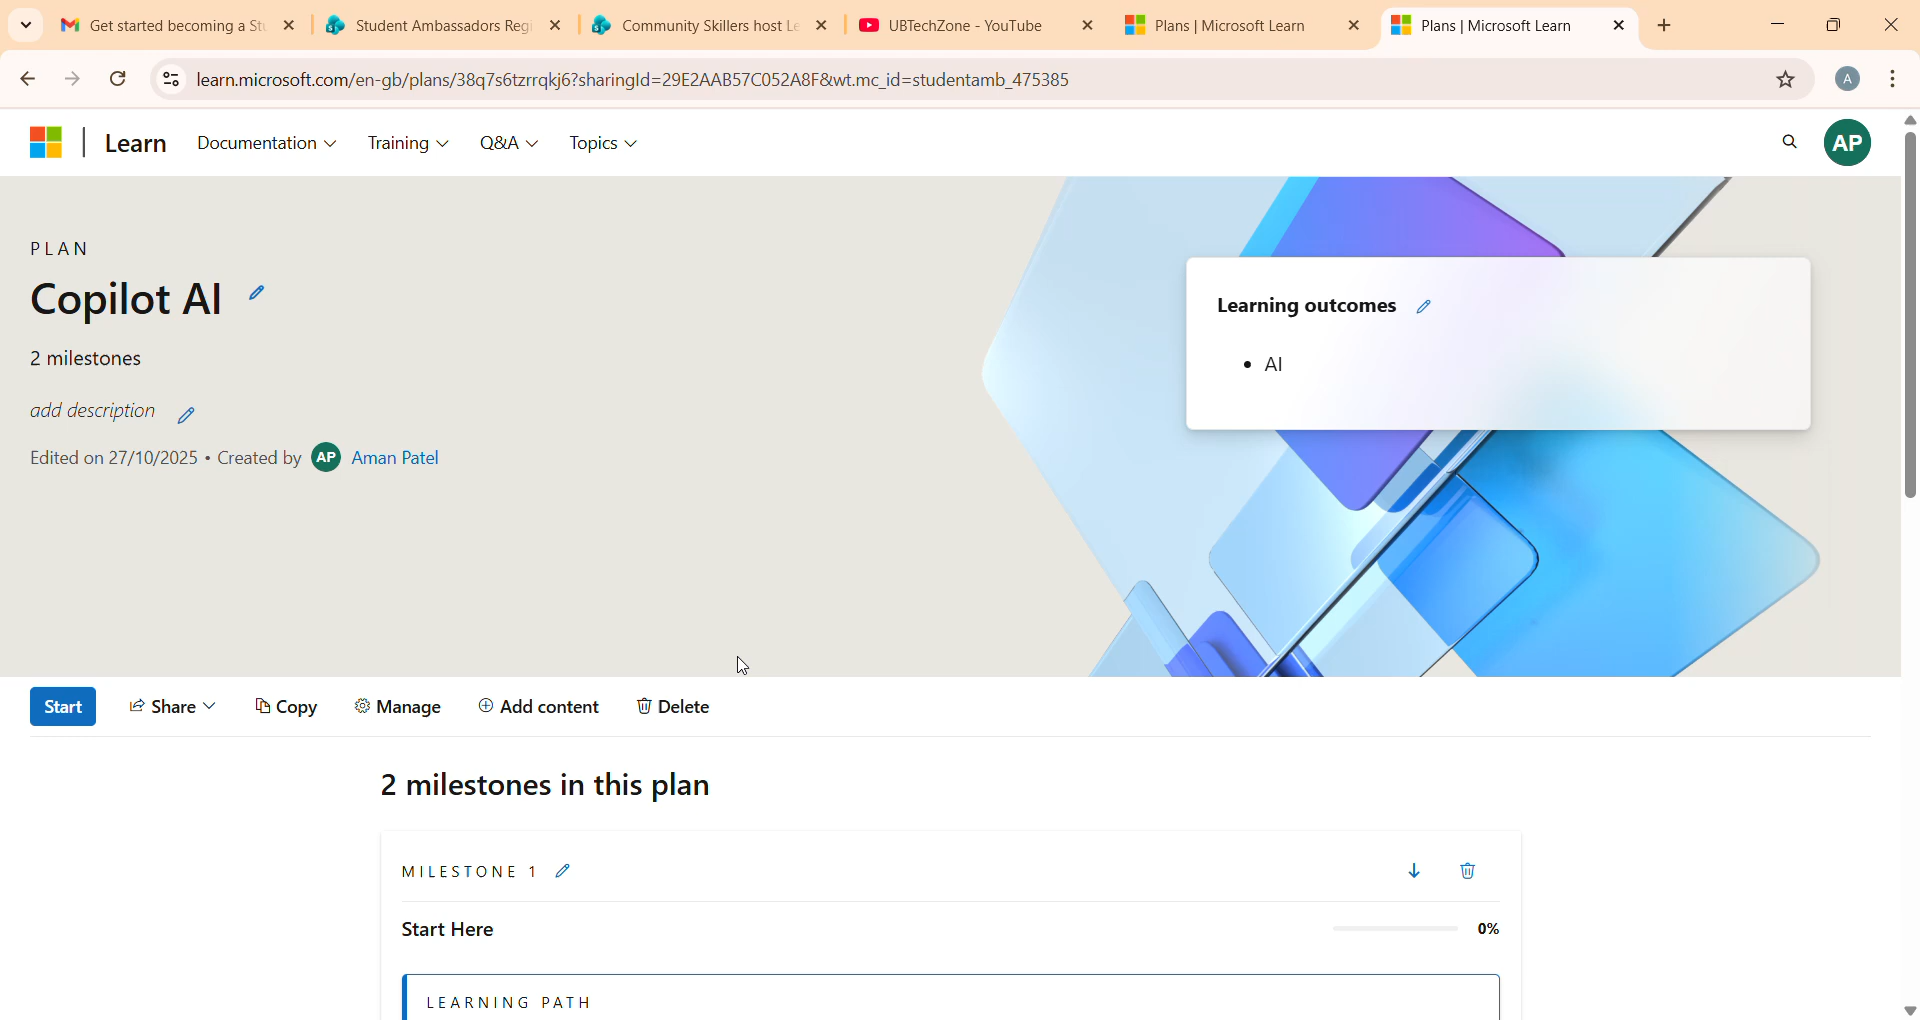 Get started becoming a St
Student Ambassadors Regi
Community Skillers host Le
UBTechZone - YouTube
Plans | Microsoft Learn
Plans | Microsoft Learn
learn.microsoft.com/en-gb/plans/38q7s6tzrrqkj6?sharingId=29E2AAB57C052A8F&wt.mc_id=studentamb_475385
A
Learn
Documentation
Training
Q&A
Topics
AP
PLAN
Copilot AI
2 milestones
add description
Edited on 27/10/2025 • Created by AP Aman Patel
Learning outcomes
• AI
Start
Share
Copy
Manage
Add content
Delete
2 milestones in this plan
MILESTONE 1
Start Here
0%
LEARNING PATH